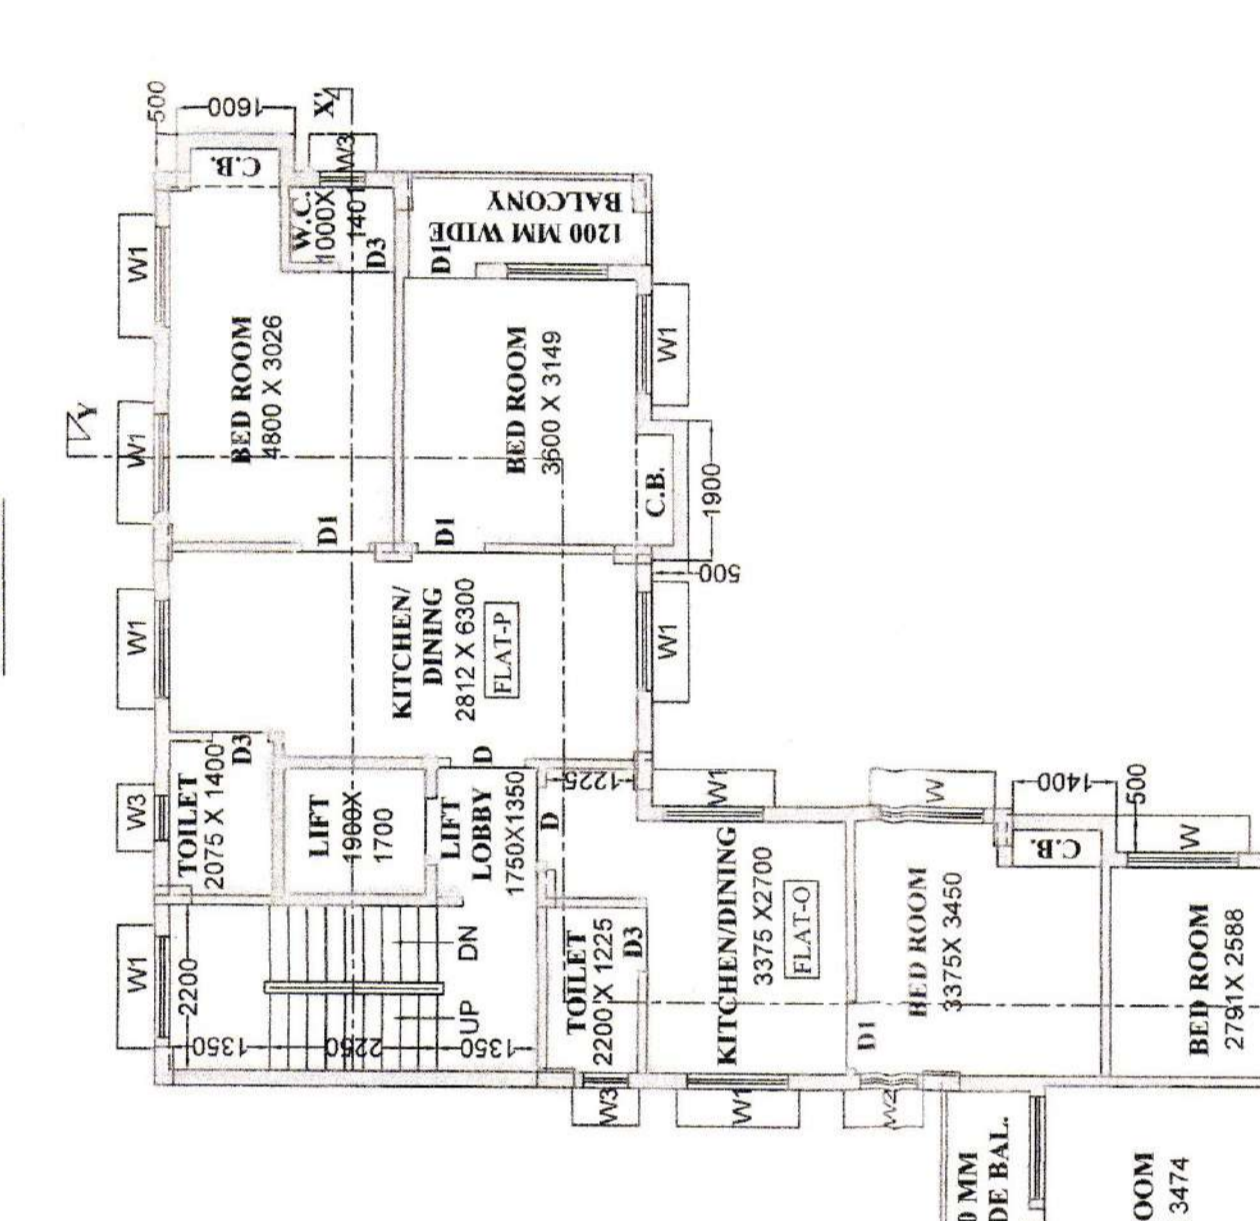 500
1600
X'
C.B.
W3
W.C.
1000X
1401
D3
BALCONY
1200 MM WIDE
D1
W1
BED ROOM
4800 X 3026
BED ROOM
3600 X 3149
W1
Y
W1
C.B.
1900
500
D1
D1
W1
KITCHEN/
DINING
2812 X 6300
FLAT-P
W1
D3
TOILET
2075 X 1400
W3
LIFT
1900X
1700
D
LIFT
LOBBY
1750X1350
D
1225
W1
W
1400
500
C.B.
W
W1
2200
1350
2250
1350
DN
UP
TOILET
2200 X 1225
D3
W3
KITCHEN/DINING
3375 X2700
FLAT-O
W1
BED ROOM
3375X 3450
D1
W2
BED ROOM
2791X 2588
MM
DE BAL.
OOM
3474